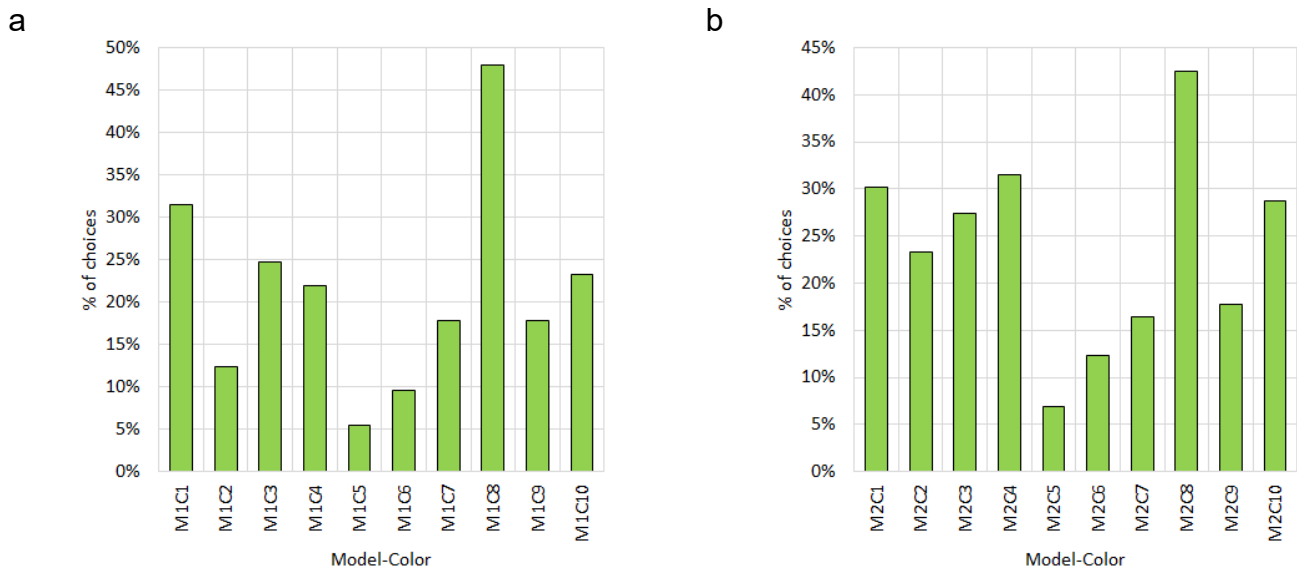 a
50%
45%
40%
35%
30%
25%
20%
15%
10%
5%
0%
% of choices
M1C1
M1C2
M1C3
M1C4
M1C5
M1C6
M1C7
M1C8
M1C9
M1C10
Model-Color
b
45%
40%
35%
30%
25%
20%
15%
10%
5%
0%
% of choices
M2C1
M2C2
M2C3
M2C4
M2C5
M2C6
M2C7
M2C8
M2C9
M2C10
Model-Color